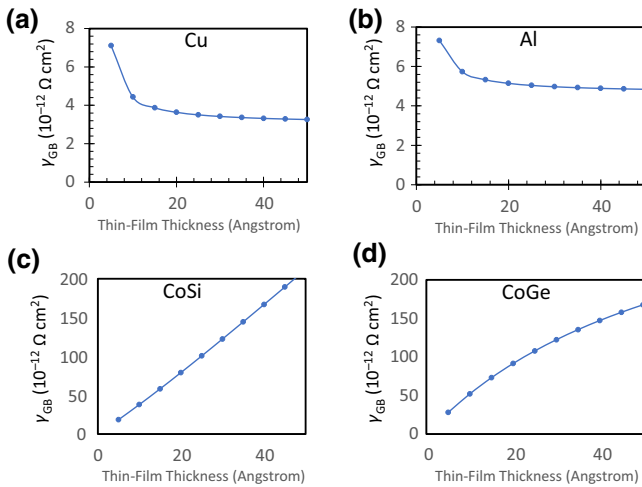 (a)
Cu
γGB (10⁻¹² Ω cm²)
8
6
4
2
0
0
20
40
Thin-Film Thickness (Angstrom)
(b)
Al
γGB (10⁻¹² Ω cm²)
8
6
4
2
0
0
20
40
Thin-Film Thickness (Angstrom)
(c)
CoSi
γGB (10⁻¹² Ω cm²)
200
150
100
50
0
0
20
40
Thin-Film Thickness (Angstrom)
(d)
CoGe
γGB (10⁻¹² Ω cm²)
200
150
100
50
0
0
20
40
Thin-Film Thickness (Angstrom)